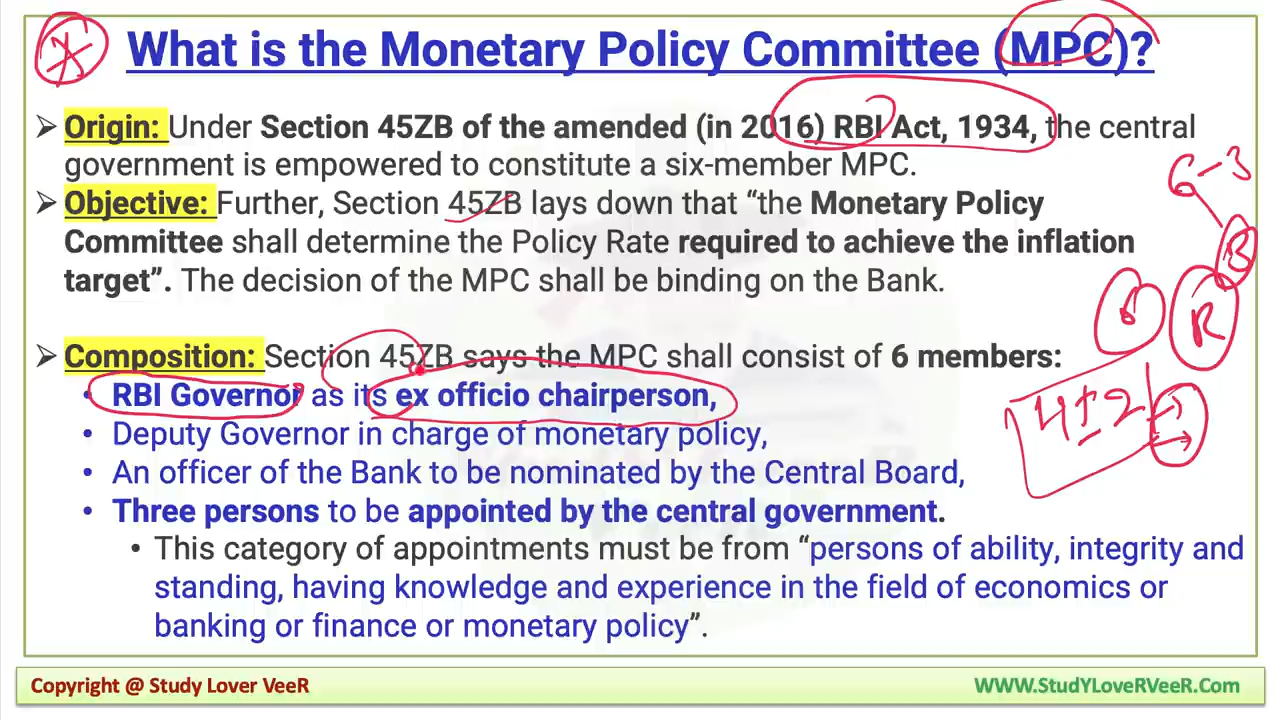 What is the Monetary Policy Committee (MPC)?
➤ Origin: Under Section 45ZB of the amended (in 2016) RBI Act, 1934, the central
government is empowered to constitute a six-member MPC.
➤ Objective: Further, Section 45ZB lays down that “the Monetary Policy
Committee shall determine the Policy Rate required to achieve the inflation
target”. The decision of the MPC shall be binding on the Bank.
6-3
B
6 R
➤ Composition: Section 45ZB says the MPC shall consist of 6 members:
• RBI Governor as its ex officio chairperson,
4±2
• Deputy Governor in charge of monetary policy,
• An officer of the Bank to be nominated by the Central Board,
• Three persons to be appointed by the central government.
• This category of appointments must be from “persons of ability, integrity and
standing, having knowledge and experience in the field of economics or
banking or finance or monetary policy”.
Copyright @ Study Lover VeeR
WWW.StudYLoveRVeeR.Com